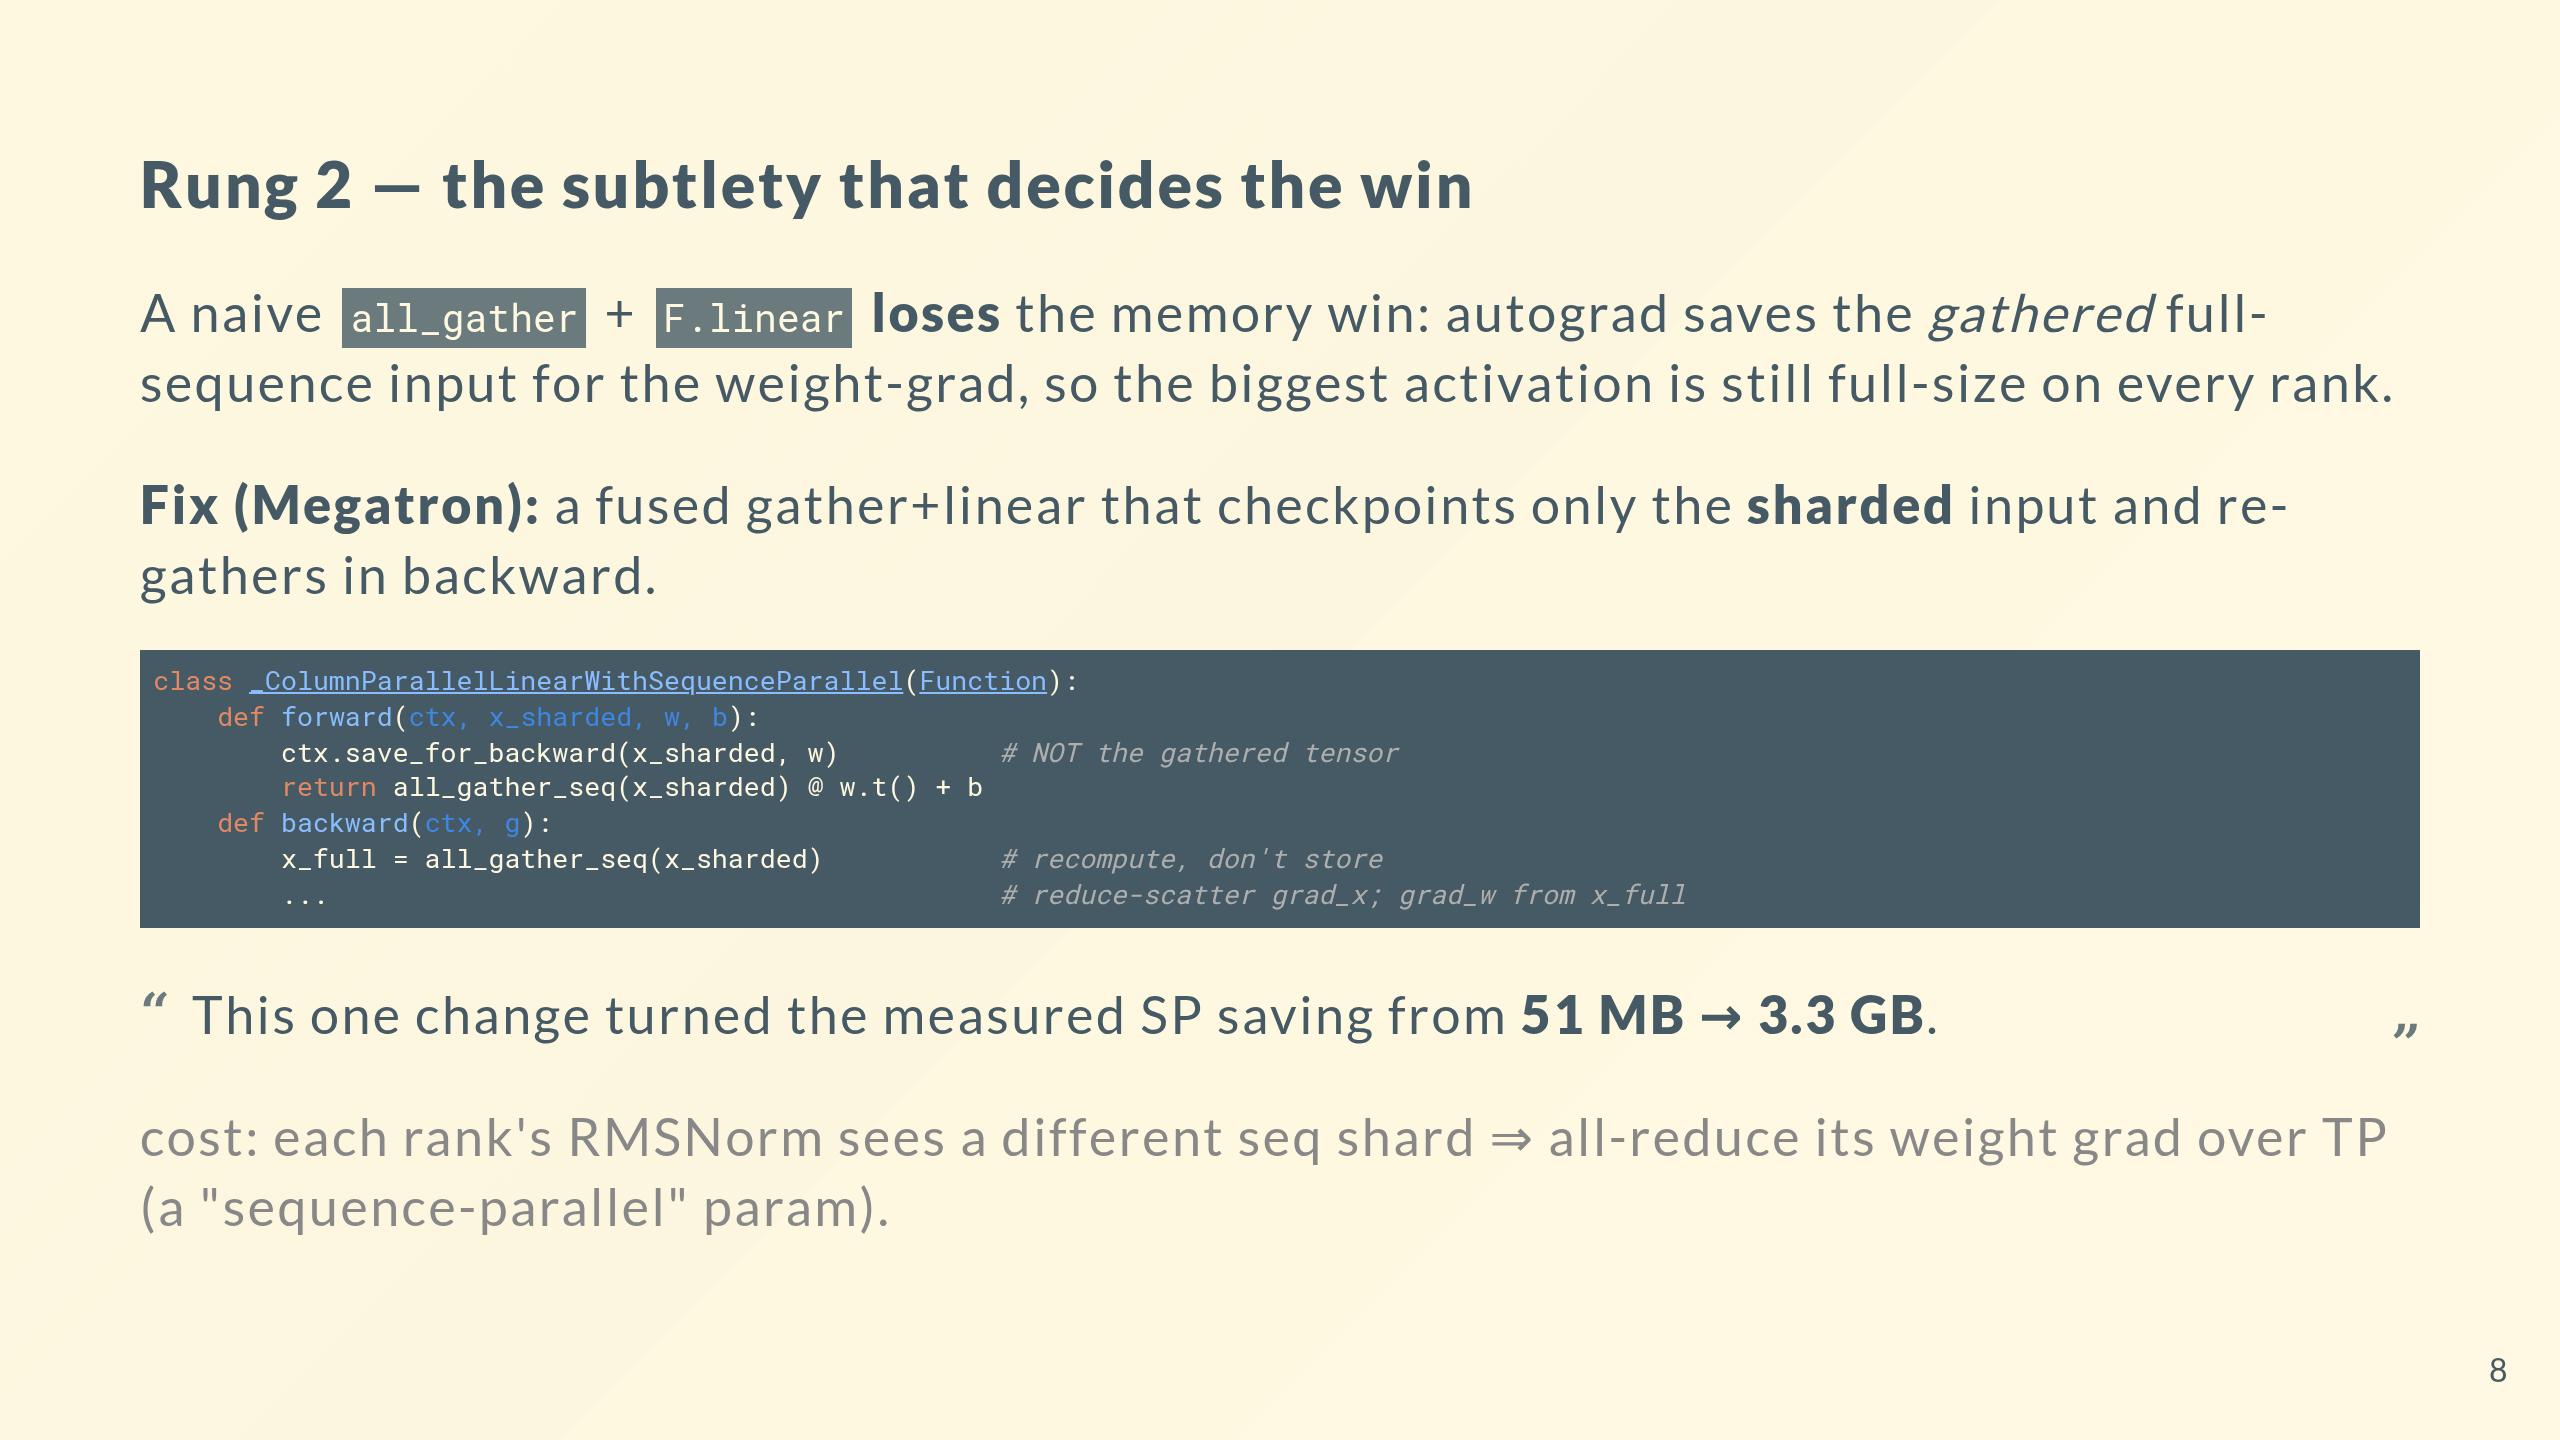 Rung 2 — the subtlety that decides the win
A naive all_gather + F.linear loses the memory win: autograd saves the gathered full-
sequence input for the weight-grad, so the biggest activation is still full-size on every rank.
Fix (Megatron): a fused gather+linear that checkpoints only the sharded input and re-
gathers in backward.
class _ColumnParallelLinearWithSequenceParallel(Function):
    def forward(ctx, x_sharded, w, b):
        ctx.save_for_backward(x_sharded, w)          # NOT the gathered tensor
        return all_gather_seq(x_sharded) @ w.t() + b
    def backward(ctx, g):
        x_full = all_gather_seq(x_sharded)           # recompute, don't store
        ...                                          # reduce-scatter grad_x; grad_w from x_full
“ This one change turned the measured SP saving from 51 MB → 3.3 GB. ”
cost: each rank's RMSNorm sees a different seq shard ⇒ all-reduce its weight grad over TP
(a "sequence-parallel" param).
8